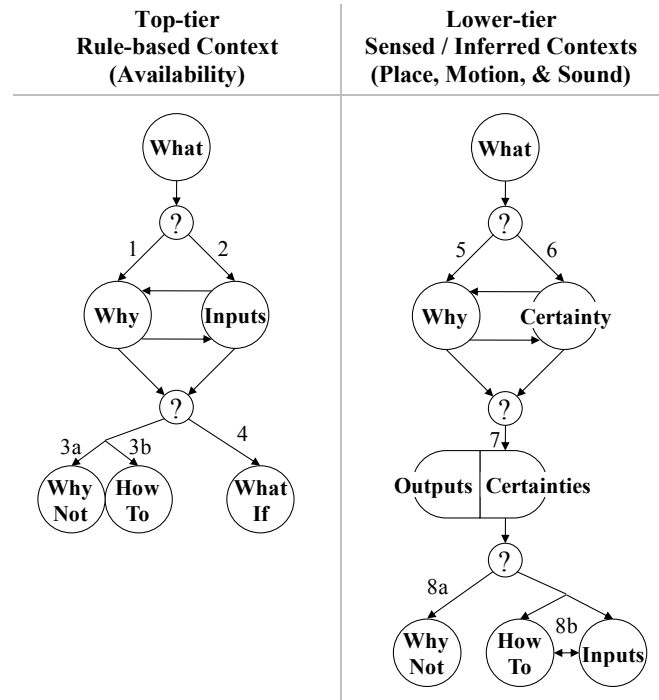 Top-tier
Rule-based Context
(Availability)
Lower-tier
Sensed / Inferred Contexts
(Place, Motion, & Sound)
What
?
1
2
Why
Inputs
?
3a
3b
4
Why
Not
How
To
What
If
What
?
5
6
Why
Certainty
?
7
Outputs
Certainties
?
8a
8b
Why
Not
How
To
Inputs